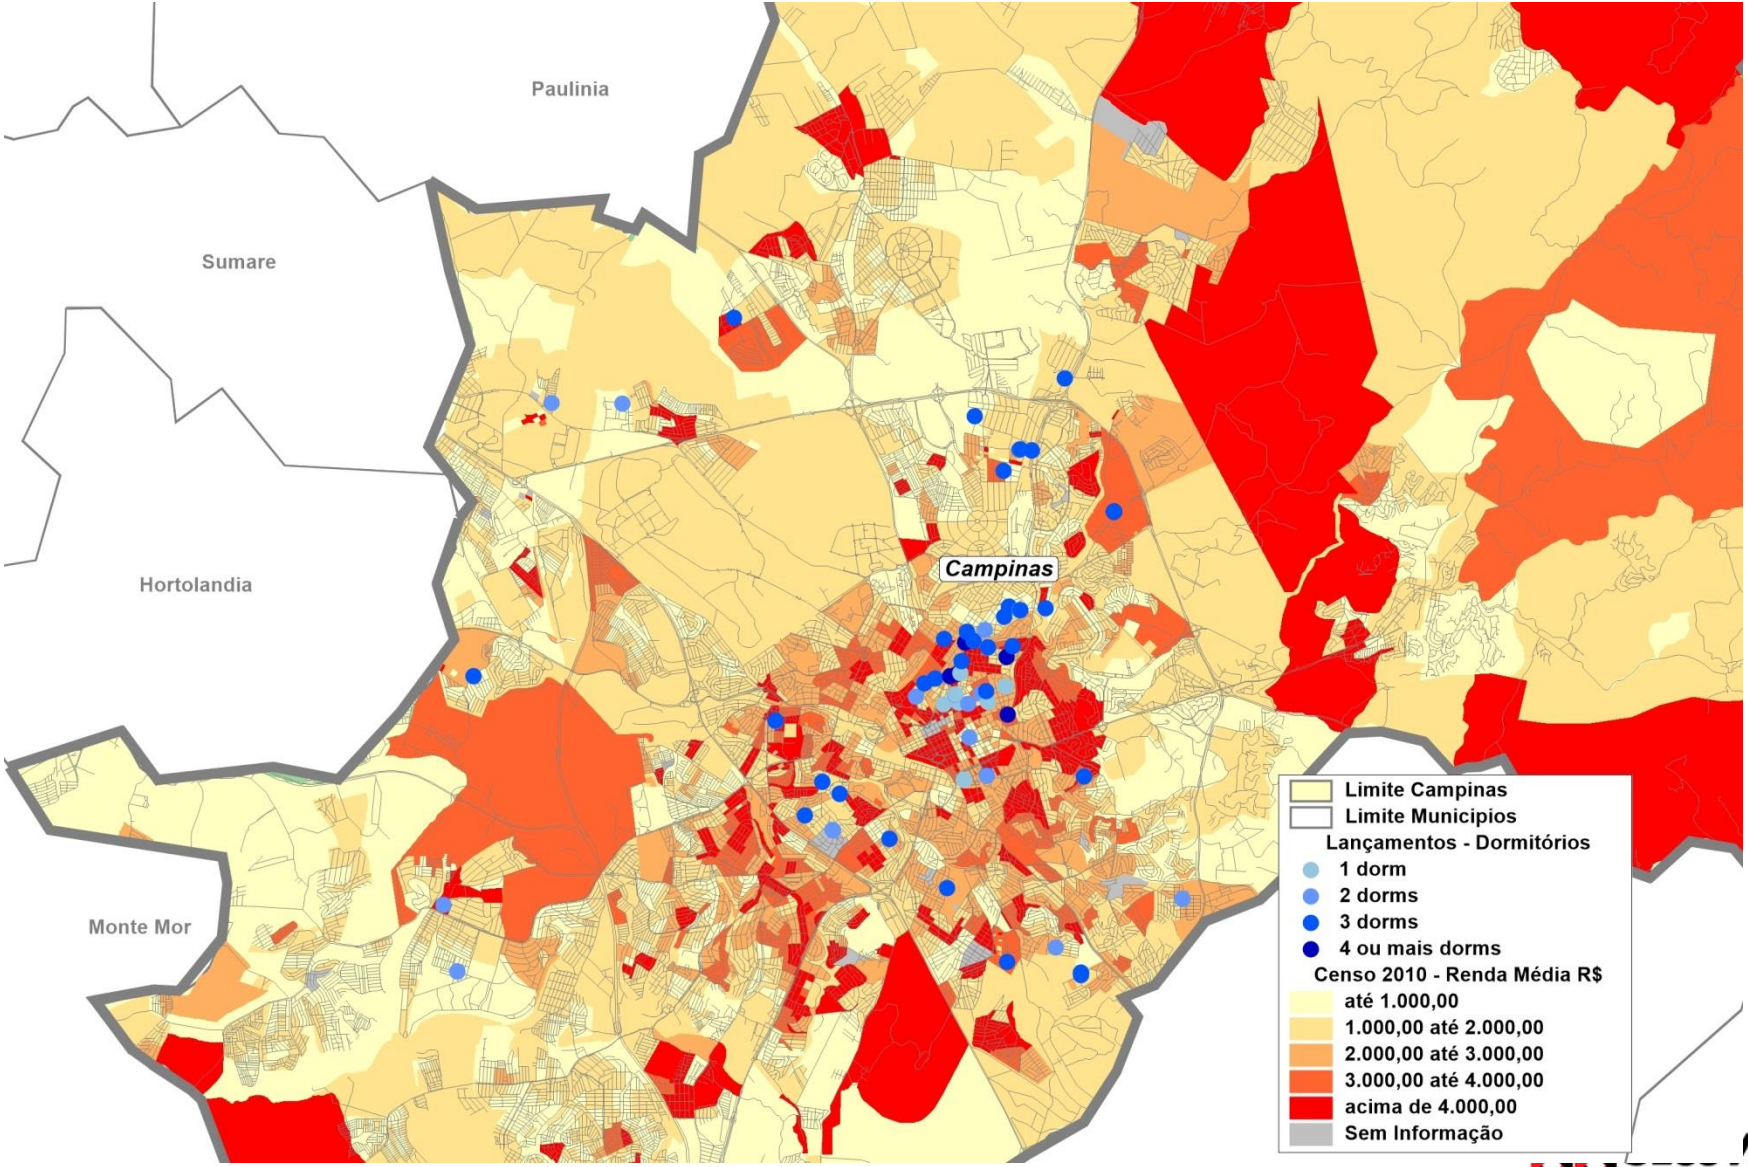 Paulinia
Sumare
Campinas
Hortolandia
Monte Mor
Limite Campinas
Limite Municipios
Lançamentos - Dormitórios
1 dorm
2 dorms
3 dorms
4 ou mais dorms
Censo 2010 - Renda Média R$
até 1.000,00
1.000,00 até 2.000,00
2.000,00 até 3.000,00
3.000,00 até 4.000,00
acima de 4.000,00
Sem Informação